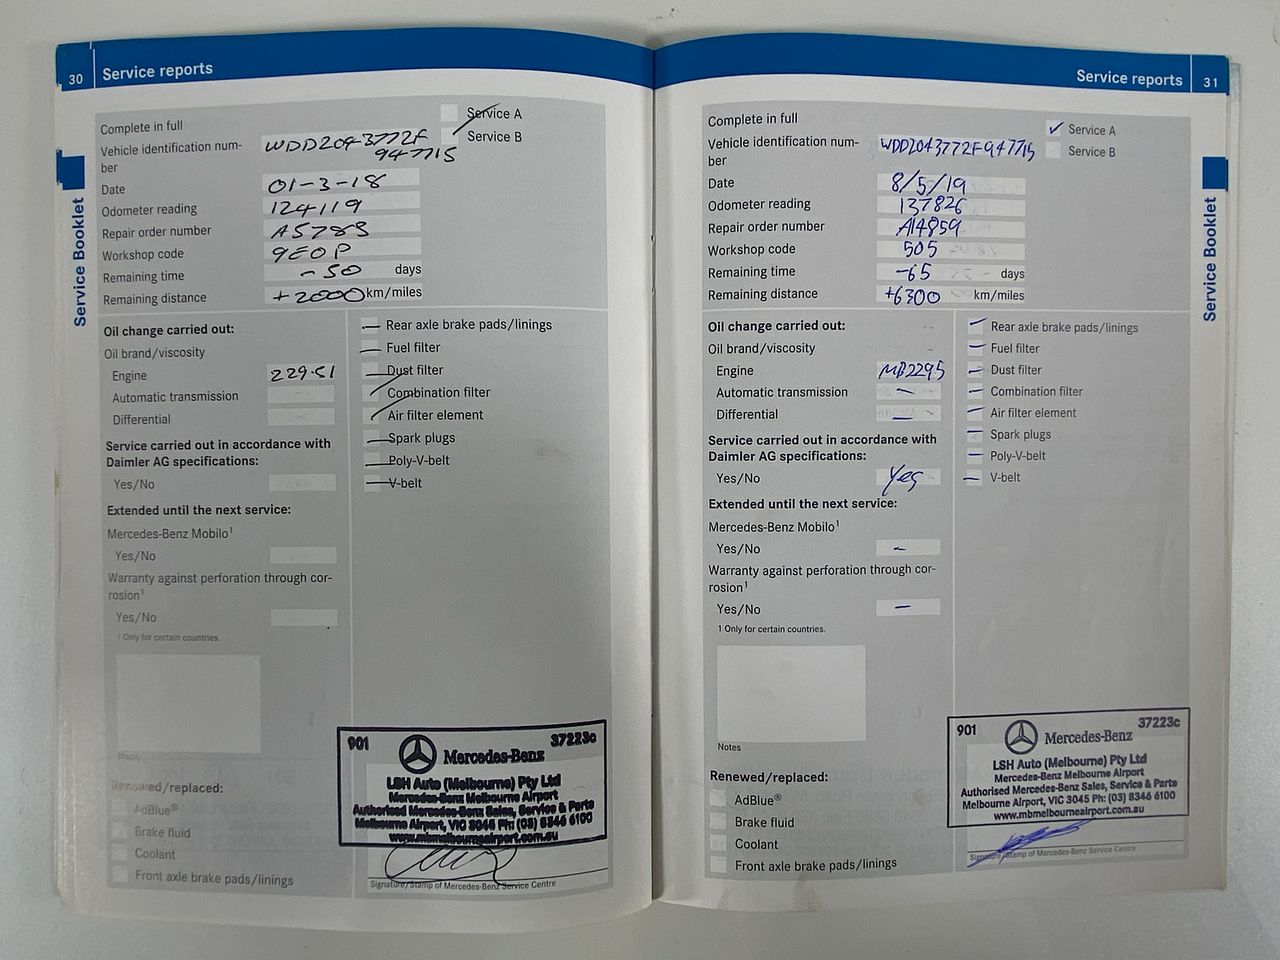 30 Service reports
Complete in full
Service A
Service B
Vehicle identification num-
ber
WDD2043772F
947715
Date 01-3-18
Odometer reading 124119
Repair order number A5783
Workshop code 9EOP
Remaining time -50 days
Remaining distance +2000 km/miles
Oil change carried out:
Oil brand/viscosity
Engine 229.51
Automatic transmission
Differential
Service carried out in accordance with
Daimler AG specifications:
Yes/No
Extended until the next service:
Mercedes-Benz Mobilo1
Yes/No
Warranty against perforation through cor-
rosion1
Yes/No
1 Only for certain countries.
Notes
Renewed/replaced:
AdBlue®
Brake fluid
Coolant
Front axle brake pads/linings
Rear axle brake pads/linings
Fuel filter
Dust filter
Combination filter
Air filter element
Spark plugs
Poly-V-belt
V-belt
901 37223c
Mercedes-Benz
LSH Auto (Melbourne) Pty Ltd
Mercedes-Benz Melbourne Airport
Authorised Mercedes-Benz Sales, Service & Parts
Melbourne Airport, VIC 3045 Ph: (03) 8346 6100
www.mbmelbourneairport.com.au
Signature/Stamp of Mercedes-Benz Service Centre
Service Booklet
Service reports 31
Complete in full
✓ Service A
Service B
Vehicle identification num-
ber
WDD2043772F947715
Date 8/5/19
Odometer reading 137826
Repair order number A14859
Workshop code 505
Remaining time -65 days
Remaining distance +6300 km/miles
Oil change carried out:
Oil brand/viscosity
Engine MB2295
Automatic transmission –
Differential –
Service carried out in accordance with
Daimler AG specifications:
Yes/No Yes
Extended until the next service:
Mercedes-Benz Mobilo1
Yes/No –
Warranty against perforation through cor-
rosion1
Yes/No –
1 Only for certain countries.
Notes
Renewed/replaced:
AdBlue®
Brake fluid
Coolant
Front axle brake pads/linings
Rear axle brake pads/linings
Fuel filter
Dust filter
Combination filter
Air filter element
Spark plugs
Poly-V-belt
V-belt
901 37223c
Mercedes-Benz
LSH Auto (Melbourne) Pty Ltd
Mercedes-Benz Melbourne Airport
Authorised Mercedes-Benz Sales, Service & Parts
Melbourne Airport, VIC 3045 Ph: (03) 8346 6100
www.mbmelbourneairport.com.au
Signature/Stamp of Mercedes-Benz Service Centre
Service Booklet